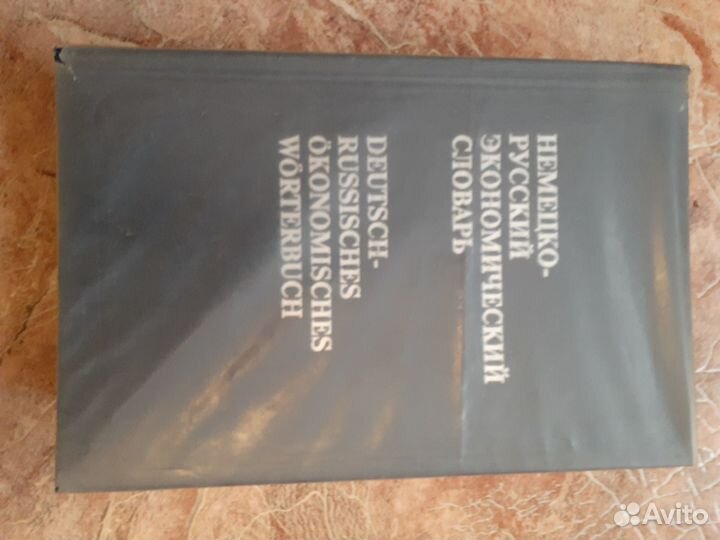 НЕМЕЦКО-
РУССКИЙ
ЭКОНОМИЧЕСКИЙ
СЛОВАРЬ
DEUTSCH-
RUSSISCHES
ÖKONOMISCHES
WÖRTERBUCH
Avito